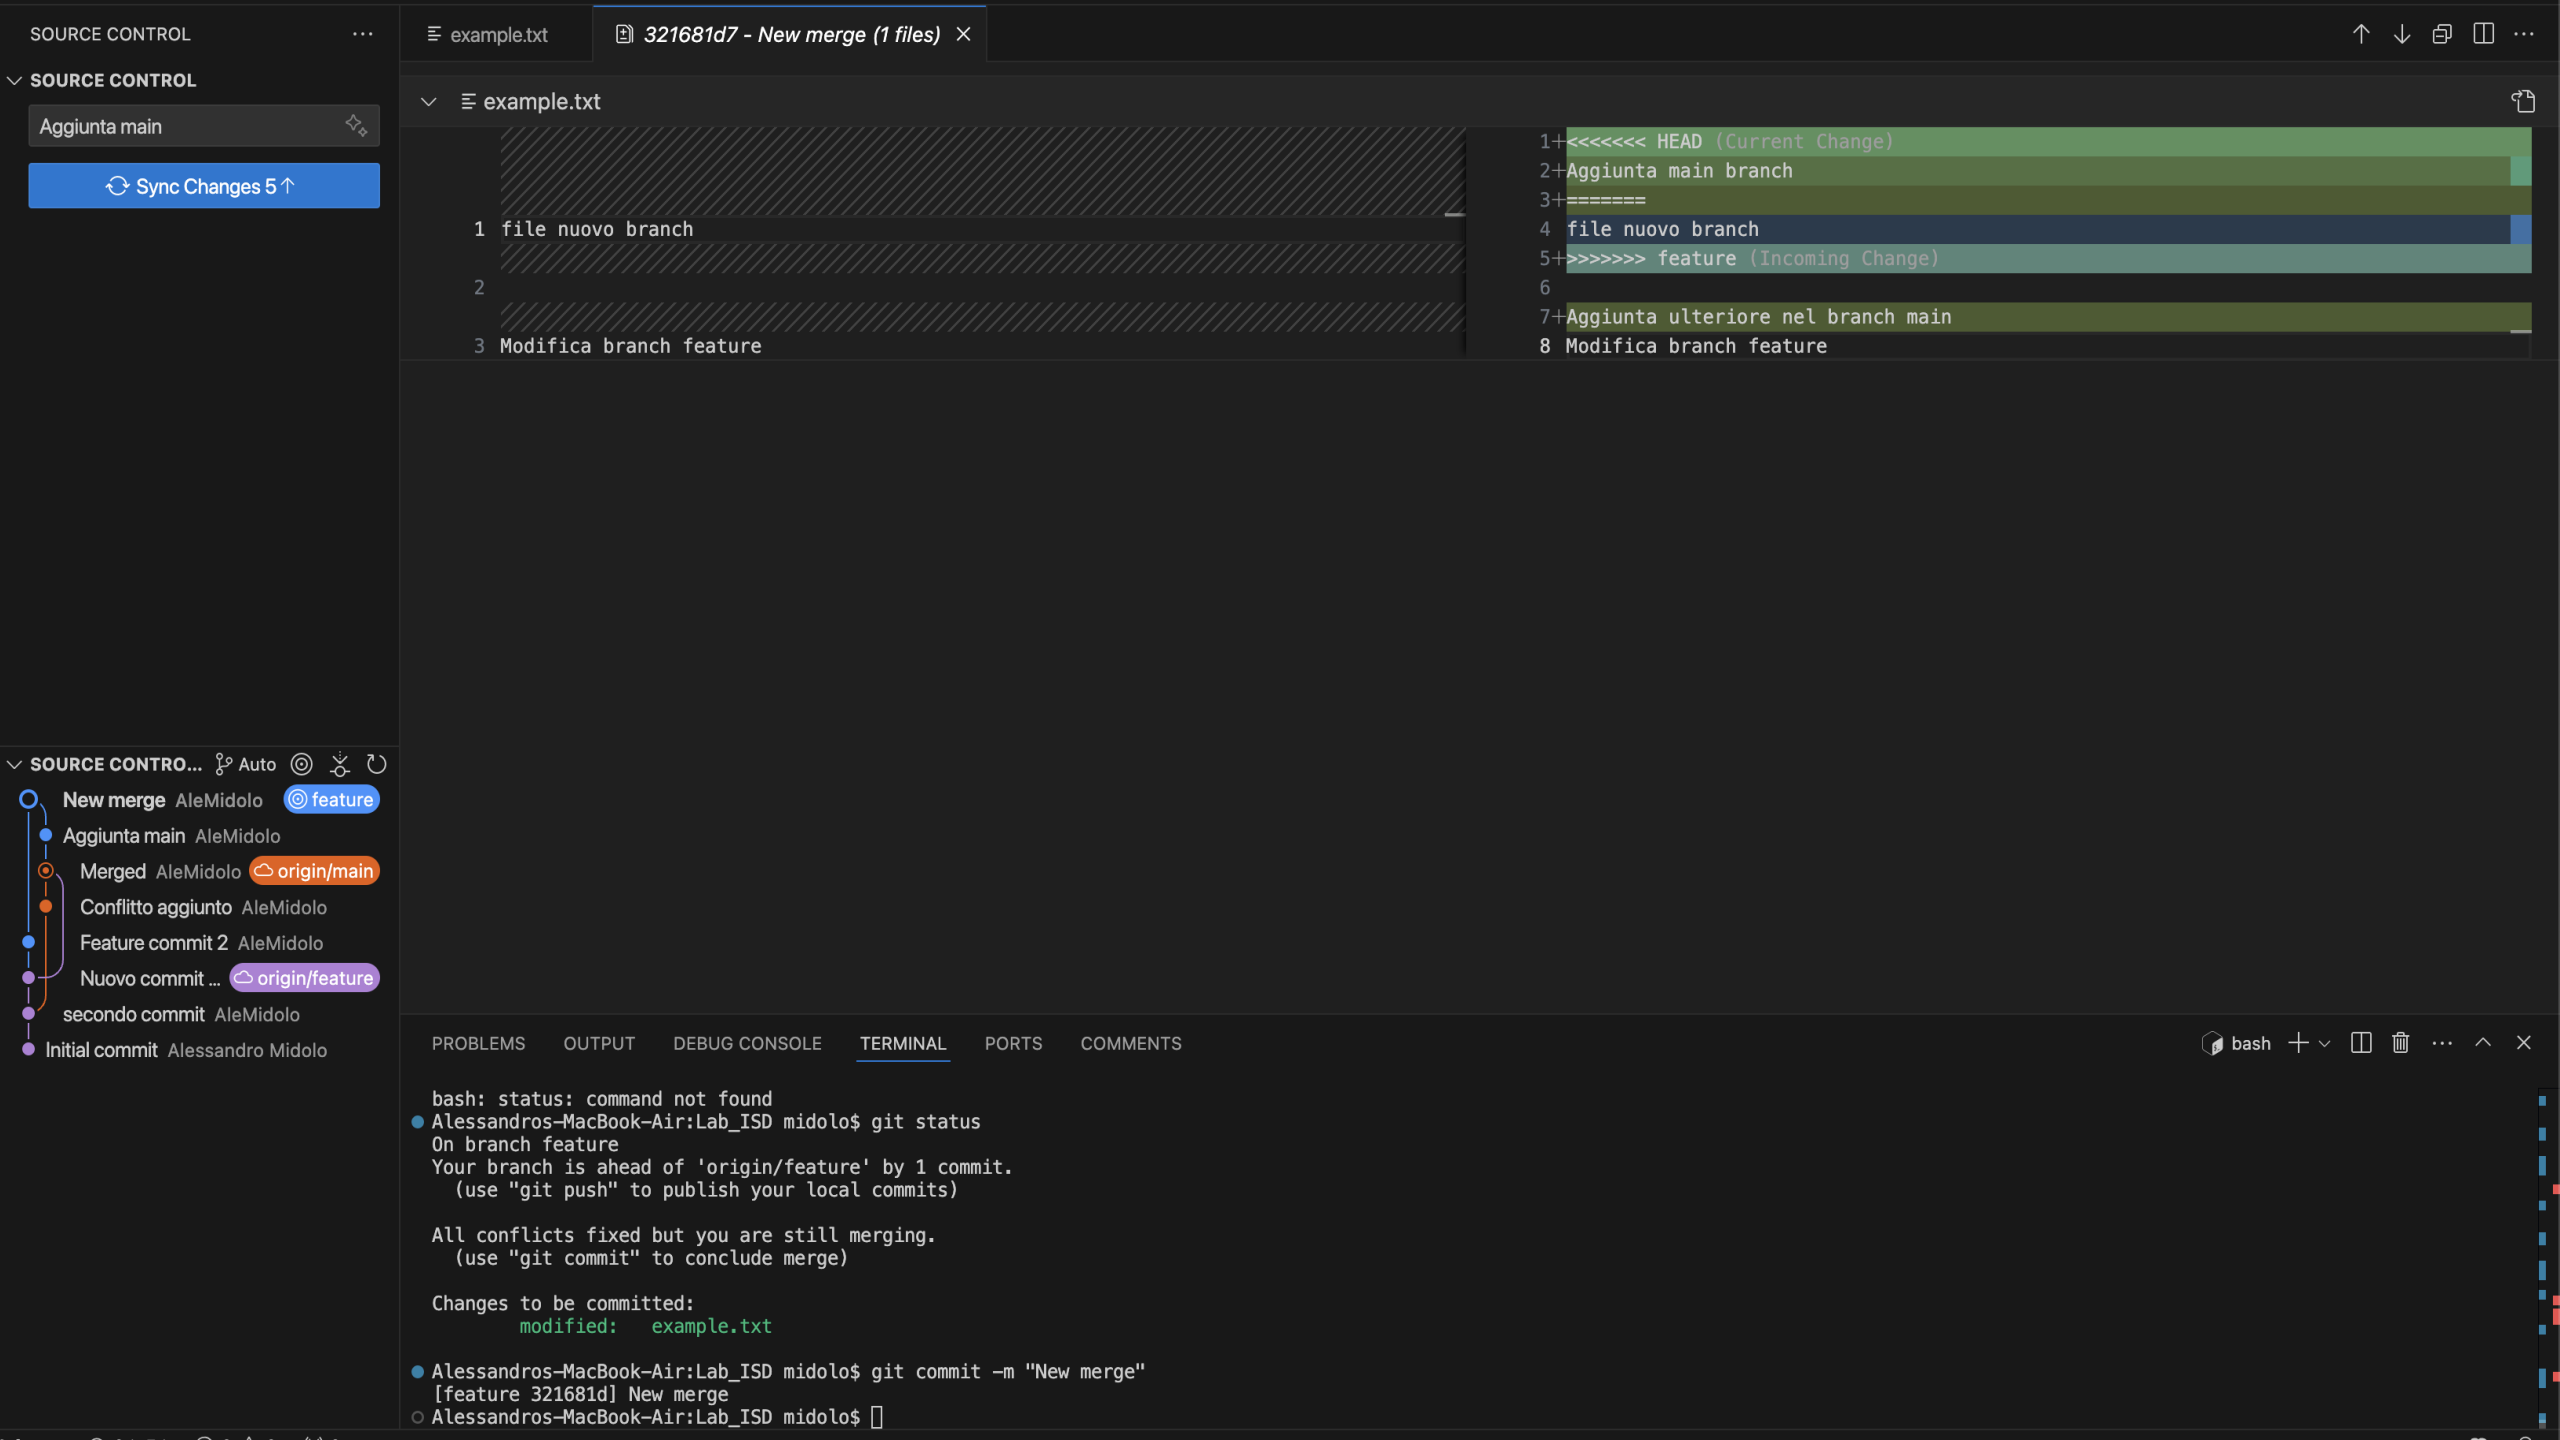 SOURCE CONTROL
example.txt
321681d7 - New merge (1 files)
SOURCE CONTROL
Aggiunta main
Sync Changes 5↑
example.txt
1 file nuovo branch
2
3 Modifica branch feature
1+<<<<<<< HEAD (Current Change)
2+Aggiunta main branch
3+=======
4 file nuovo branch
5+>>>>>>> feature (Incoming Change)
6
7+Aggiunta ulteriore nel branch main
8 Modifica branch feature
SOURCE CONTRO... Auto
New merge AleMidolo feature
Aggiunta main AleMidolo
Merged AleMidolo origin/main
Conflitto aggiunto AleMidolo
Feature commit 2 AleMidolo
Nuovo commit ... origin/feature
secondo commit AleMidolo
Initial commit Alessandro Midolo
PROBLEMS OUTPUT DEBUG CONSOLE TERMINAL PORTS COMMENTS
bash
bash: status: command not found
Alessandros-MacBook-Air:Lab_ISD midolo$ git status
On branch feature
Your branch is ahead of 'origin/feature' by 1 commit.
(use "git push" to publish your local commits)
All conflicts fixed but you are still merging.
(use "git commit" to conclude merge)
Changes to be committed:
modified: example.txt
Alessandros-MacBook-Air:Lab_ISD midolo$ git commit -m "New merge"
[feature 321681d] New merge
Alessandros-MacBook-Air:Lab_ISD midolo$